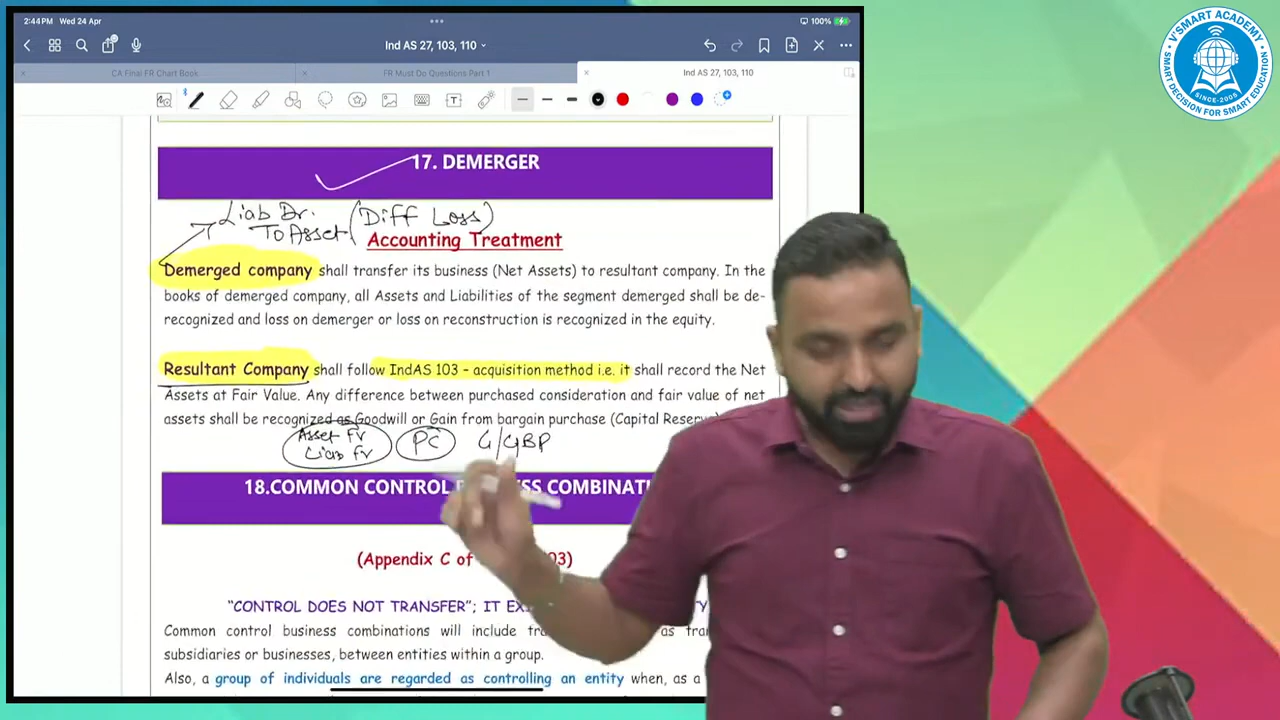 2:44 PM Wed 24 Apr
100%
Ind AS 27, 103, 110
CA Final FR Chart Book
FR Must Do Questions Part 1
Ind AS 27, 103, 110
17. DEMERGER
Liab Dr.
To Asset (Diff Loss)
Accounting Treatment
Demerged company shall transfer its business (Net Assets) to resultant company. In the
books of demerged company, all Assets and Liabilities of the segment demerged shall be de-
recognized and loss on demerger or loss on reconstruction is recognized in the equity.
Resultant Company shall follow IndAS 103 – acquisition method i.e. it shall record the Net
Assets at Fair Value. Any difference between purchased consideration and fair value of net
assets shall be recognized as Goodwill or Gain from bargain purchase (Capital Reserv
Asset FV
Liab FV
PC
G/GBP
18.COMMON CONTROL SS COMBINATI
(Appendix C of 03)
"CONTROL DOES NOT TRANSFER"; IT EX TY
Common control business combinations will include tra as tran
subsidiaries or businesses, between entities within a group.
Also, a group of individuals are regarded as controlling an entity when, as a
V'SMART ACADEMY
SINCE-2005
SMART DECISION FOR SMART EDUCATION